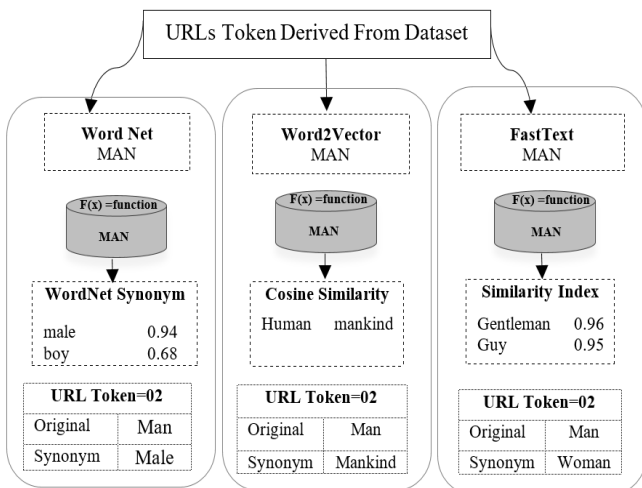 URLs Token Derived From Dataset
Word Net
MAN
F(x) =function
MAN
WordNet Synonym
male 0.94
boy 0.68
URL Token=02
Original Man
Synonym Male
Word2Vector
MAN
F(x) =function
MAN
Cosine Similarity
Human mankind
URL Token=02
Original Man
Synonym Mankind
FastText
MAN
F(x) =function
MAN
Similarity Index
Gentleman 0.96
Guy 0.95
URL Token=02
Original Man
Synonym Woman